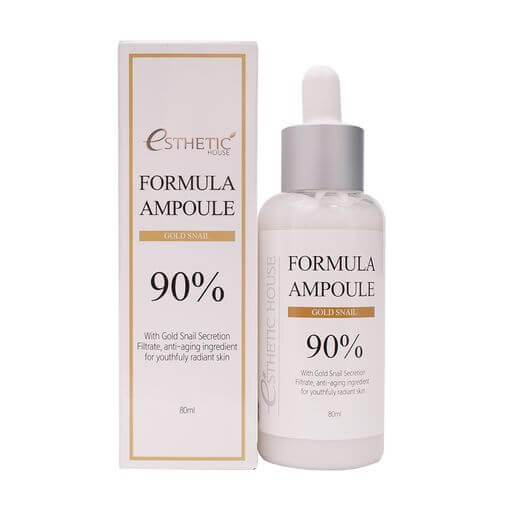 eSTHETIC
HOUSE
FORMULA
AMPOULE
GOLD SNAIL
90%
With Gold Snail Secretion
Filtrate, anti-aging ingredient
for youthfuly radiant skin
80ml
eSTHETIC HOUSE
FORMULA
AMPOULE
GOLD SNAIL
90%
With Gold Snail Secretion
Filtrate, anti-aging ingredient
for youthfuly radiant skin
80ml